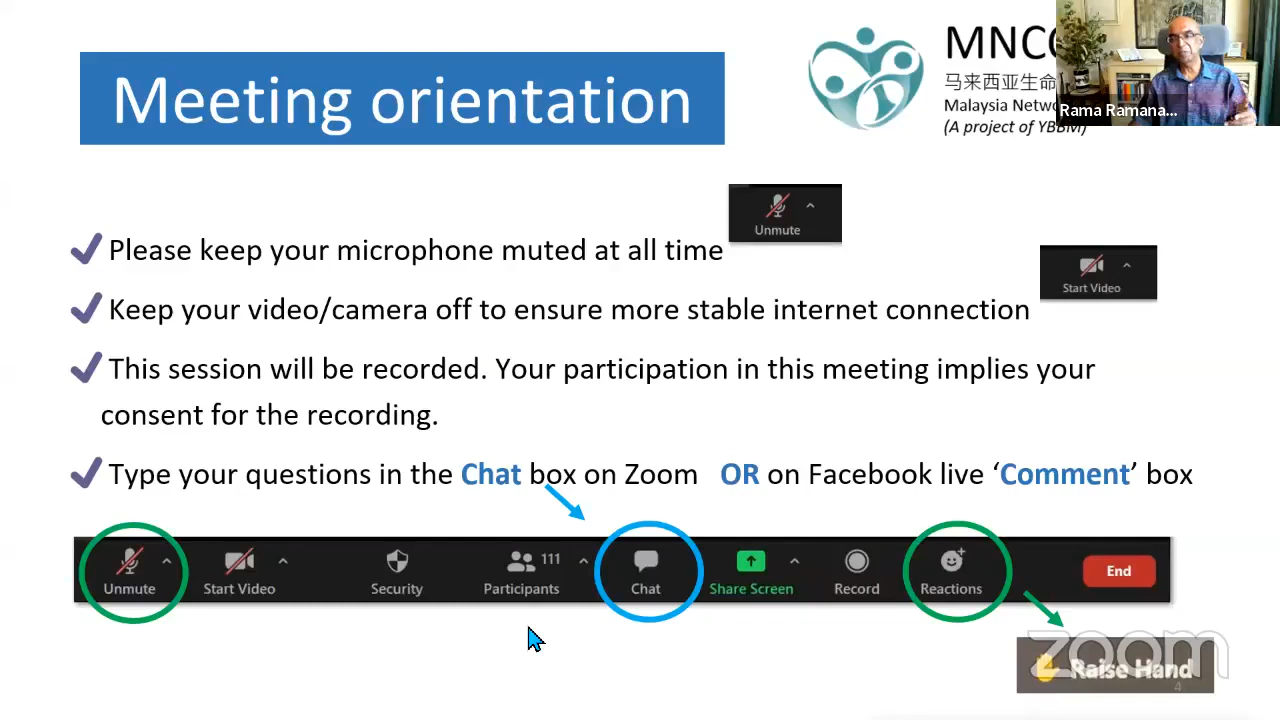 Meeting orientation
MNCC
马来西亚生命
Malaysia Netw
(A project of YBBM)
Rama Ramana...
Unmute
Please keep your microphone muted at all time
Start Video
Keep your video/camera off to ensure more stable internet connection
This session will be recorded. Your participation in this meeting implies your
consent for the recording.
Type your questions in the Chat box on Zoom OR on Facebook live ‘Comment’ box
Unmute Start Video Security Participants 111 Chat Share Screen Record Reactions End
zoom
Raise Hand
4